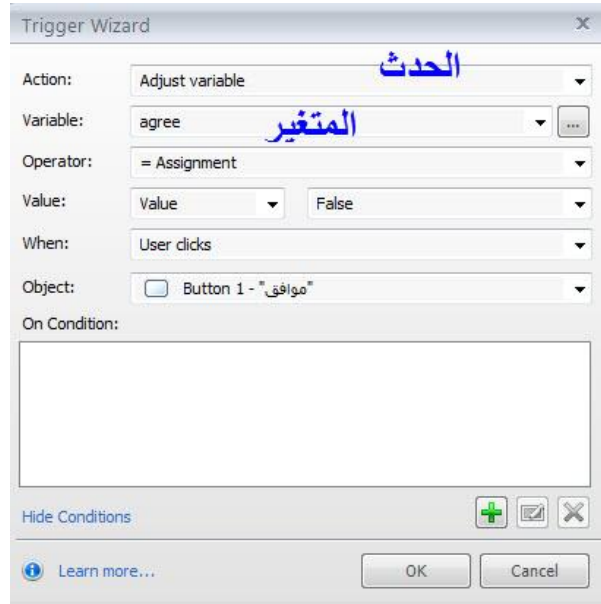 Trigger Wizard
الحدث
Action: Adjust variable
المتغير
Variable: agree ...
Operator: = Assignment
Value: Value False
When: User clicks
Object: Button 1 - "موافق"
On Condition:
Hide Conditions
Learn more... OK Cancel